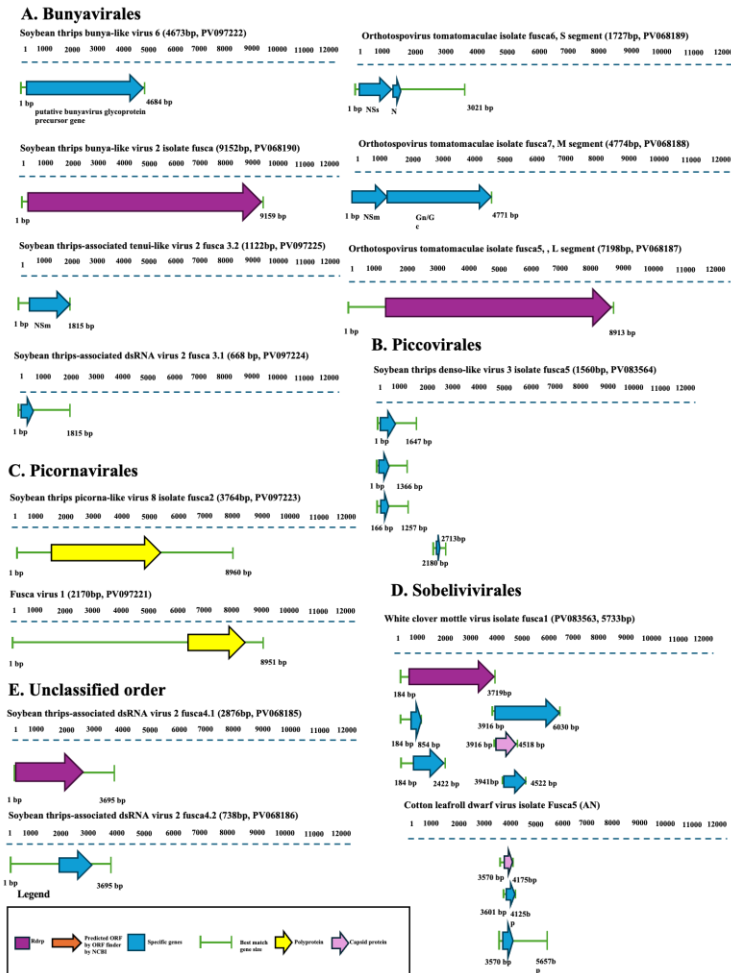 A. Bunyavirales
Soybean thrips bunya-like virus 6 (4673bp, PV097222)
1 1000 2000 3000 4000 5000 6000 7000 8000 9000 10000 11000 12000
1 bp
4684 bp
putative bunyavirus glycoprotein
precursor gene
Soybean thrips bunya-like virus 2 isolate fusca (9152bp, PV068190)
1 1000 2000 3000 4000 5000 6000 7000 8000 9000 10000 11000 12000
1 bp
9159 bp
Soybean thrips-associated tenui-like virus 2 fusca 3.2 (1122bp, PV097225)
1 1000 2000 3000 4000 5000 6000 7000 8000 9000 10000 11000 12000
1 bp NSm 1815 bp
Soybean thrips-associated dsRNA virus 2 fusca 3.1 (668 bp, PV097224)
1 1000 2000 3000 4000 5000 6000 7000 8000 9000 10000 11000 12000
1 bp 1815 bp
Orthotospovirus tomatomaculae isolate fusca6, S segment (1727bp, PV068189)
1 1000 2000 3000 4000 5000 6000 7000 8000 9000 10000 11000 12000
1 bp NSs N 3021 bp
Orthotospovirus tomatomaculae isolate fusca7, M segment (4774bp, PV068188)
1 1000 2000 3000 4000 5000 6000 7000 8000 9000 10000 11000 12000
1 bp NSm Gn/G
c
4771 bp
Orthotospovirus tomatomaculae isolate fusca5, , L segment (7198bp, PV068187)
1 1000 2000 3000 4000 5000 6000 7000 8000 9000 10000 11000 12000
1 bp
8913 bp
B. Piccovirales
Soybean thrips denso-like virus 3 isolate fusca5 (1560bp, PV083564)
1 1000 2000 3000 4000 5000 6000 7000 8000 9000 10000 11000 12000
1 bp 1647 bp
1 bp 1366 bp
166 bp 1257 bp
2713bp
2180 bp
C. Picornavirales
Soybean thrips picorna-like virus 8 isolate fusca2 (3764bp, PV097223)
1 1000 2000 3000 4000 5000 6000 7000 8000 9000 10000 11000 12000
1 bp 8960 bp
Fusca virus 1 (2170bp, PV097221)
1 1000 2000 3000 4000 5000 6000 7000 8000 9000 10000 11000 12000
1 bp 8951 bp
D. Sobelivirivales
White clover mottle virus isolate fusca1 (PV083563, 5733bp)
1 1000 2000 3000 4000 5000 6000 7000 8000 9000 10000 11000 12000
184 bp 3719bp
3916 bp 6030 bp
184 bp 854 bp
3916 bp 4518 bp
184 bp 2422 bp
3941bp 4522 bp
Cotton leafroll dwarf virus isolate Fusca5 (AN)
1 1000 2000 3000 4000 5000 6000 7000 8000 9000 10000 11000 12000
3570 bp 4175bp
3601 bp 4125b
p
3570 bp 5657b
p
E. Unclassified order
Soybean thrips-associated dsRNA virus 2 fusca4.1 (2876bp, PV068185)
1 1000 2000 3000 4000 5000 6000 7000 8000 9000 10000 11000 12000
1 bp 3695 bp
Soybean thrips-associated dsRNA virus 2 fusca4.2 (738bp, PV068186)
1 1000 2000 3000 4000 5000 6000 7000 8000 9000 10000 11000 12000
1 bp 3695 bp
Legend
Rdrp
Predicted ORF
by ORF finder
by NCBI
Specific genes
Best match
gene size
Polyprotein
Capsid protein